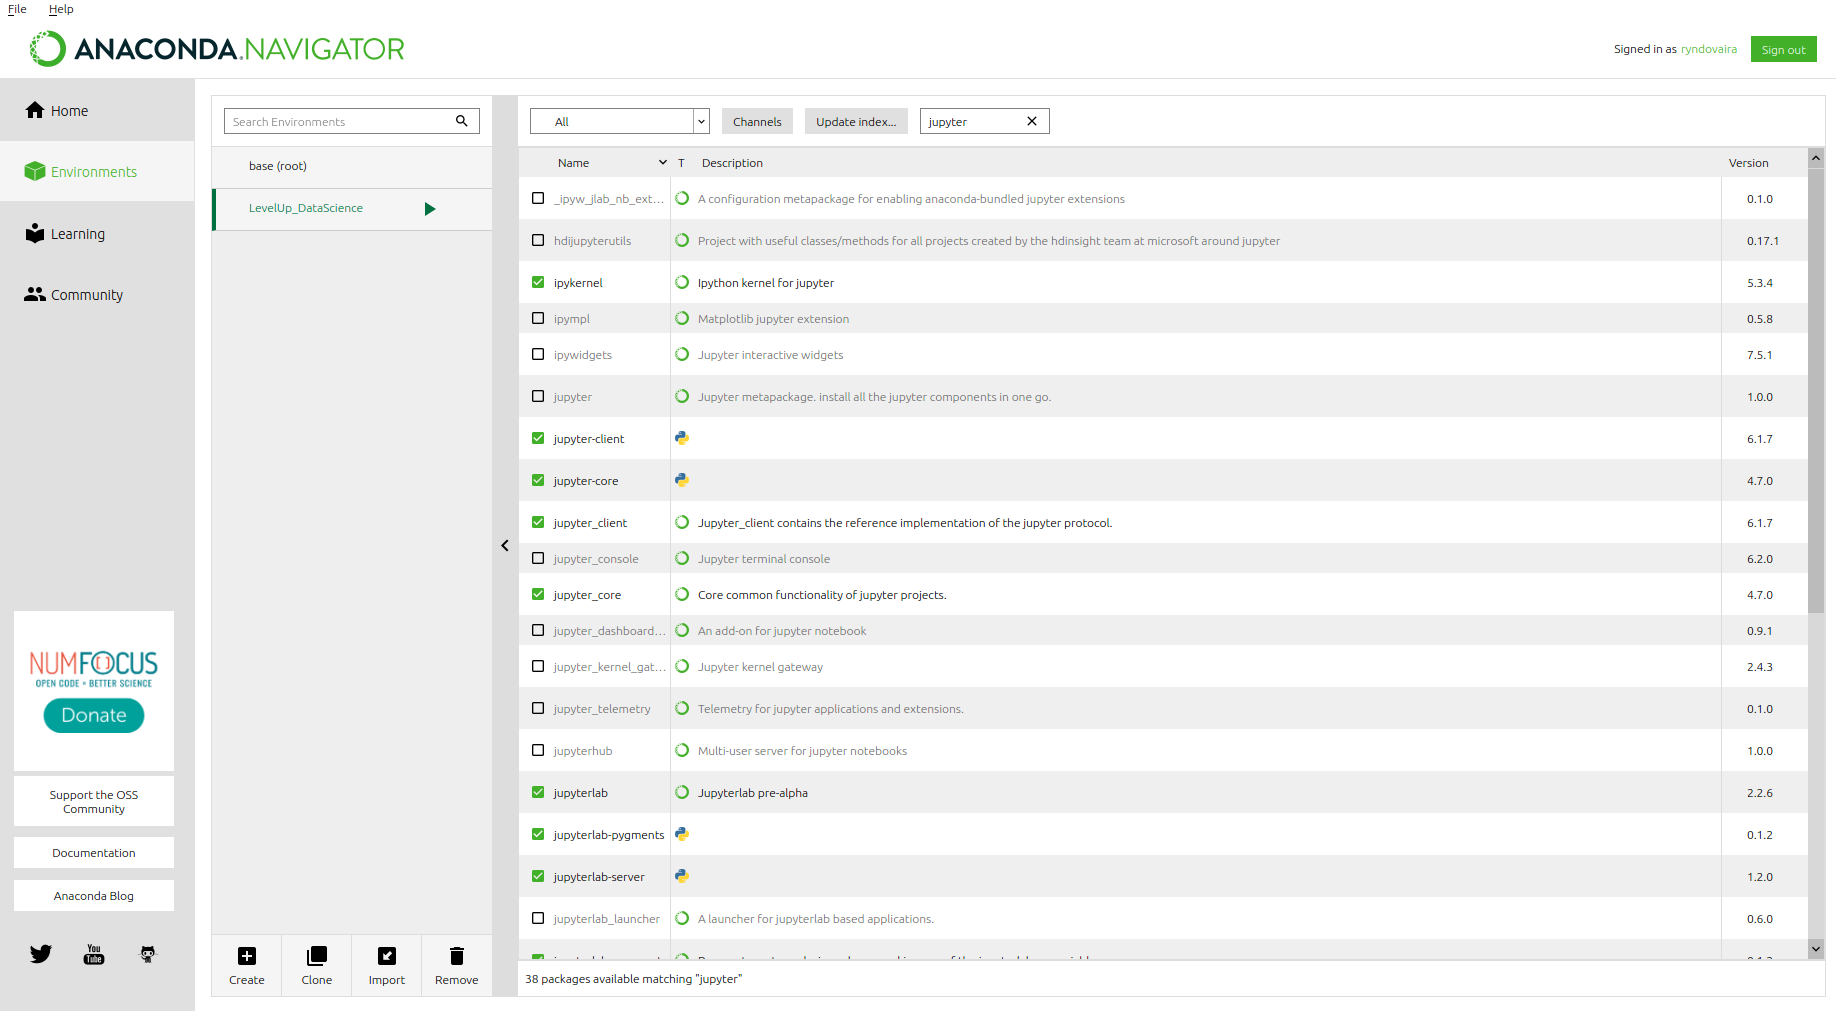 File Help
ANACONDA.NAVIGATOR
Signed in as ryndovaira Sign out
Home
Environments
Learning
Community
NUMFOCUS
OPEN CODE = BETTER SCIENCE
Donate
Support the OSS
Community
Documentation
Anaconda Blog
You
Tube
Search Environments
base (root)
LevelUp_DataScience
Create Clone Import Remove
All Channels Update index... jupyter
Name T Description Version
_ipyw_jlab_nb_ext... A configuration metapackage for enabling anaconda-bundled jupyter extensions 0.1.0
hdijupyterutils Project with useful classes/methods for all projects created by the hdinsight team at microsoft around jupyter 0.17.1
ipykernel Ipython kernel for jupyter 5.3.4
ipympl Matplotlib jupyter extension 0.5.8
ipywidgets Jupyter interactive widgets 7.5.1
jupyter Jupyter metapackage. install all the jupyter components in one go. 1.0.0
jupyter-client 6.1.7
jupyter-core 4.7.0
jupyter_client Jupyter_client contains the reference implementation of the jupyter protocol. 6.1.7
jupyter_console Jupyter terminal console 6.2.0
jupyter_core Core common functionality of jupyter projects. 4.7.0
jupyter_dashboard... An add-on for jupyter notebook 0.9.1
jupyter_kernel_gat... Jupyter kernel gateway 2.4.3
jupyter_telemetry Telemetry for jupyter applications and extensions. 0.1.0
jupyterhub Multi-user server for jupyter notebooks 1.0.0
jupyterlab Jupyterlab pre-alpha 2.2.6
jupyterlab-pygments 0.1.2
jupyterlab-server 1.2.0
jupyterlab_launcher A launcher for jupyterlab based applications. 0.6.0
38 packages available matching "jupyter"